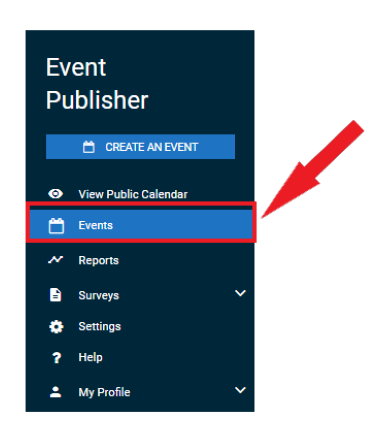 Event
Publisher
CREATE AN EVENT
View Public Calendar
Events
Reports
Surveys
Settings
Help
My Profile